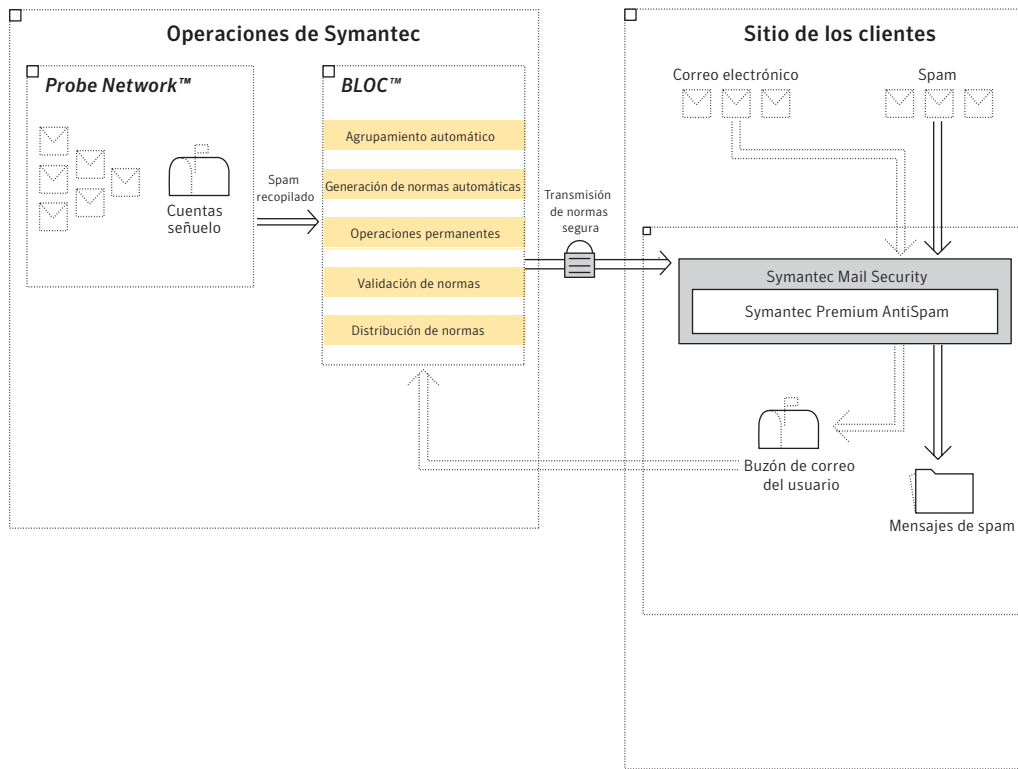 Operaciones de Symantec
Probe Network™
Cuentas
señuelo
Spam
recopilado
BLOC™
Agrupamiento automático
Generación de normas automáticas
Operaciones permanentes
Validación de normas
Distribución de normas
Transmisión
de normas
segura
Sitio de los clientes
Correo electrónico
Spam
Symantec Mail Security
Symantec Premium AntiSpam
Buzón de correo
del usuario
Mensajes de spam